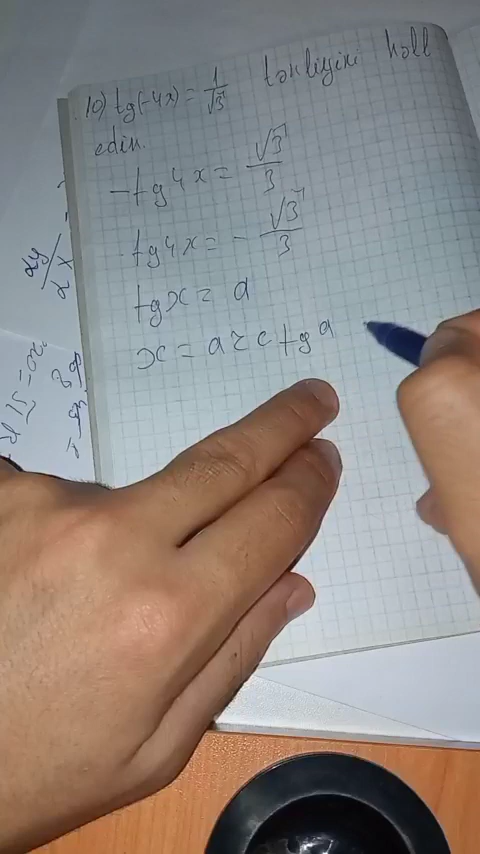 10) tg(-4x) = 1/√3 tənliyini həll
edin.
-tg4x = √3/3
tg4x = - √3/3
tgx = a
x = arctg a